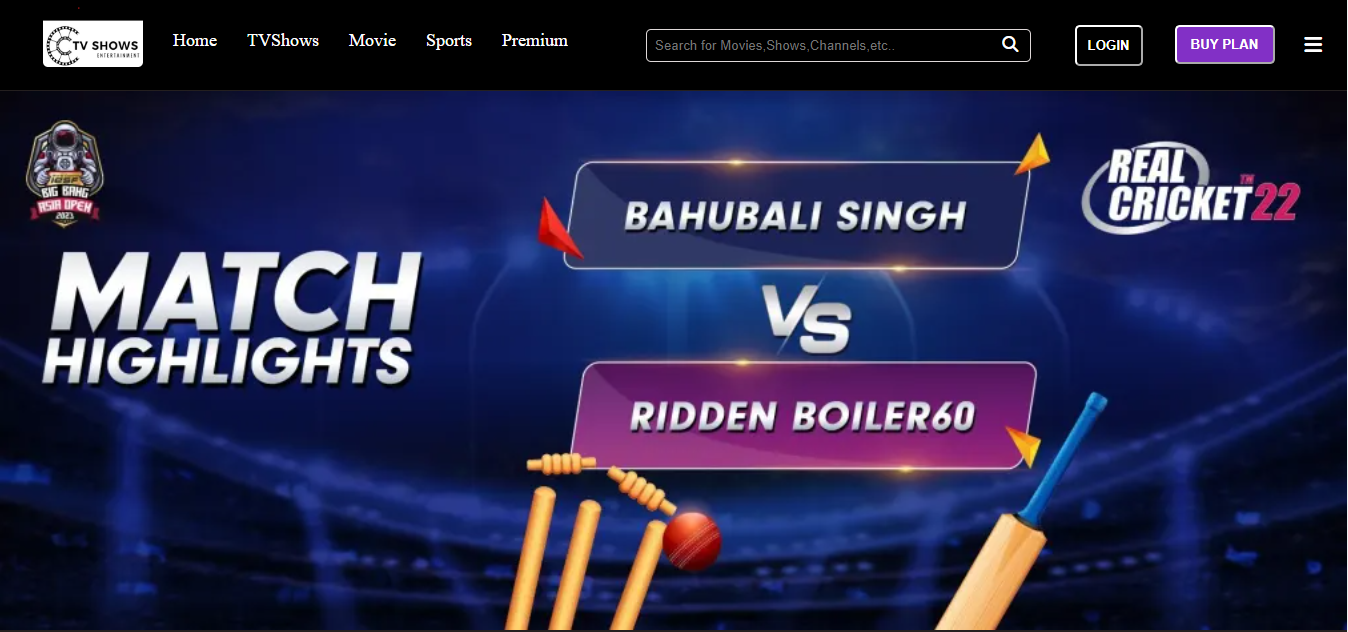 TV SHOWS
ENTERTAINMENT
Home
TVShows
Movie
Sports
Premium
Search for Movies,Shows,Channels,etc..
LOGIN
BUY PLAN
BIG BANG
ASIA OPEN
2023
MATCH
HIGHLIGHTS
BAHUBALI SINGH
VS
RIDDEN BOILER60
REAL
CRICKET™ 22